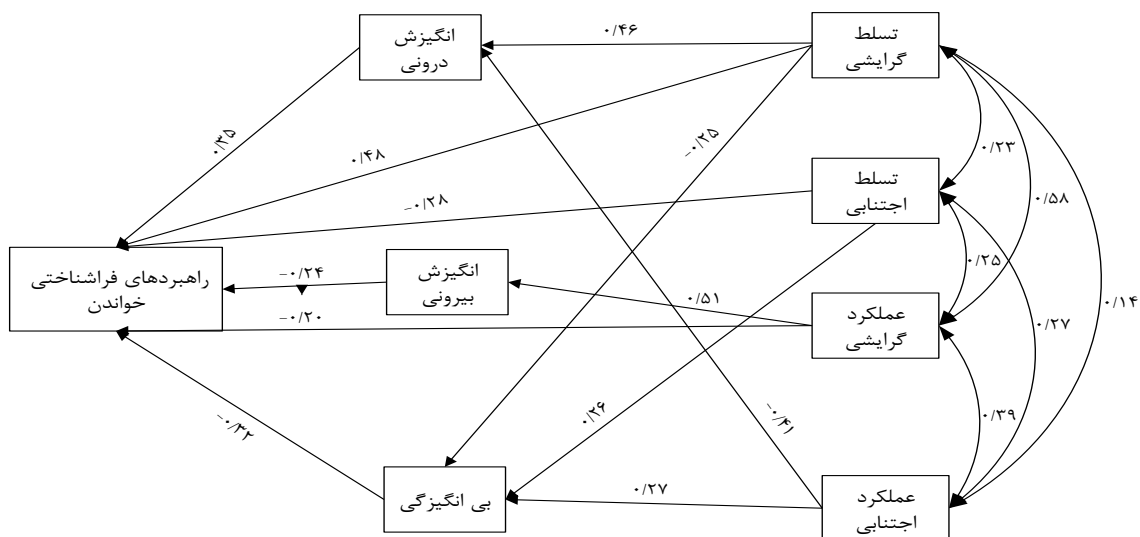 تسلط
گرایشی
۰/۴۶
انگیزش
درونی
۰/۳۵
۰/۴۸
-۰/۲۵
۰/۲۳
تسلط
اجتنابی
-۰/۲۸
۰/۵۸
راهبردهای فراشناختی
خواندن
-۰/۲۴
انگیزش
بیرونی
۰/۵۱
۰/۲۵
۰/۱۴
عملکرد
گرایشی
-۰/۲۰
۰/۲۷
-۰/۳۲
۰/۲۶
-۰/۴۱
۰/۳۹
بی انگیزگی
۰/۲۷
عملکرد
اجتنابی